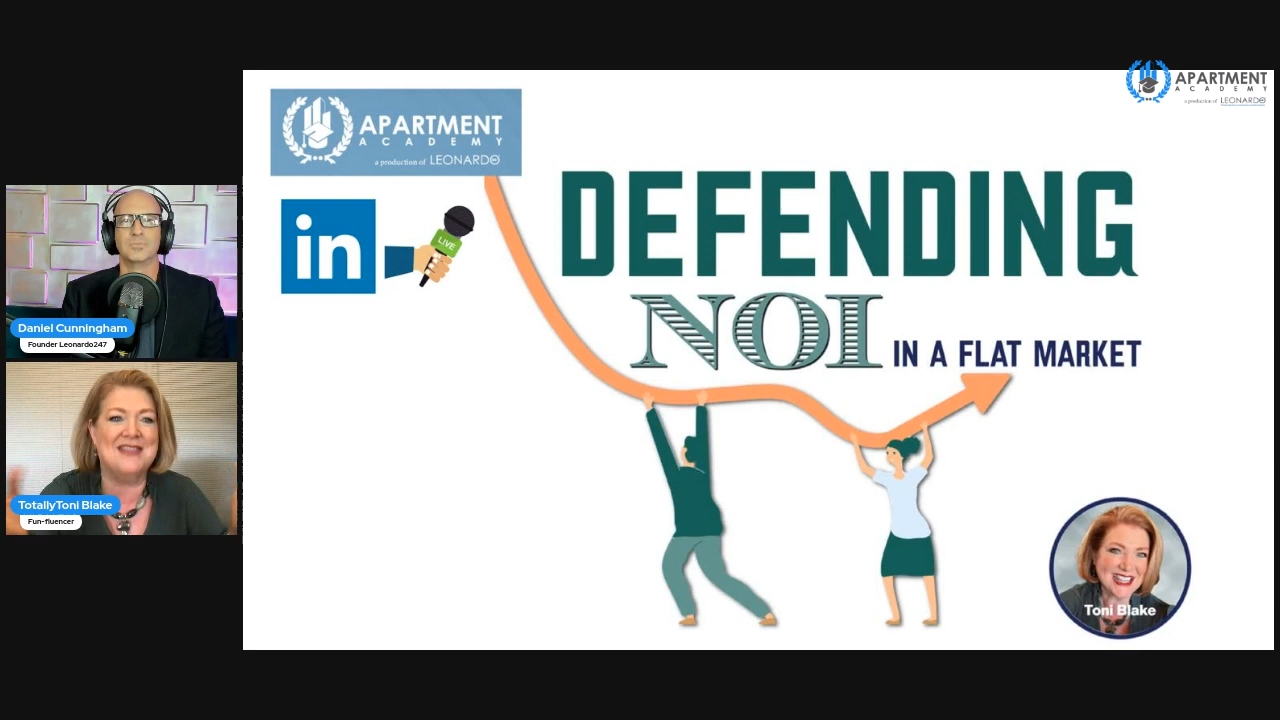 APARTMENT
ACADEMY
a production of LEONARDO
APARTMENT
ACADEMY
a production of LEONARDO
in
LIVE
DEFENDING
NOI IN A FLAT MARKET
Daniel Cunningham
Founder Leonardo247
TotallyToni Blake
Fun-fluencer
Toni Blake